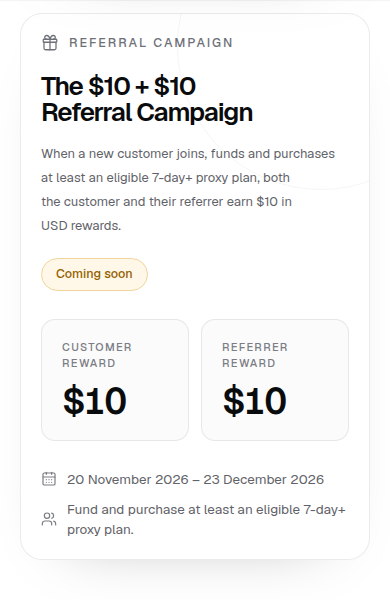 REFERRAL CAMPAIGN
The $10 + $10
Referral Campaign
When a new customer joins, funds and purchases
at least an eligible 7-day+ proxy plan, both
the customer and their referrer earn $10 in
USD rewards.
Coming soon
CUSTOMER
REWARD
$10
REFERRER
REWARD
$10
20 November 2026 – 23 December 2026
Fund and purchase at least an eligible 7-day+
proxy plan.